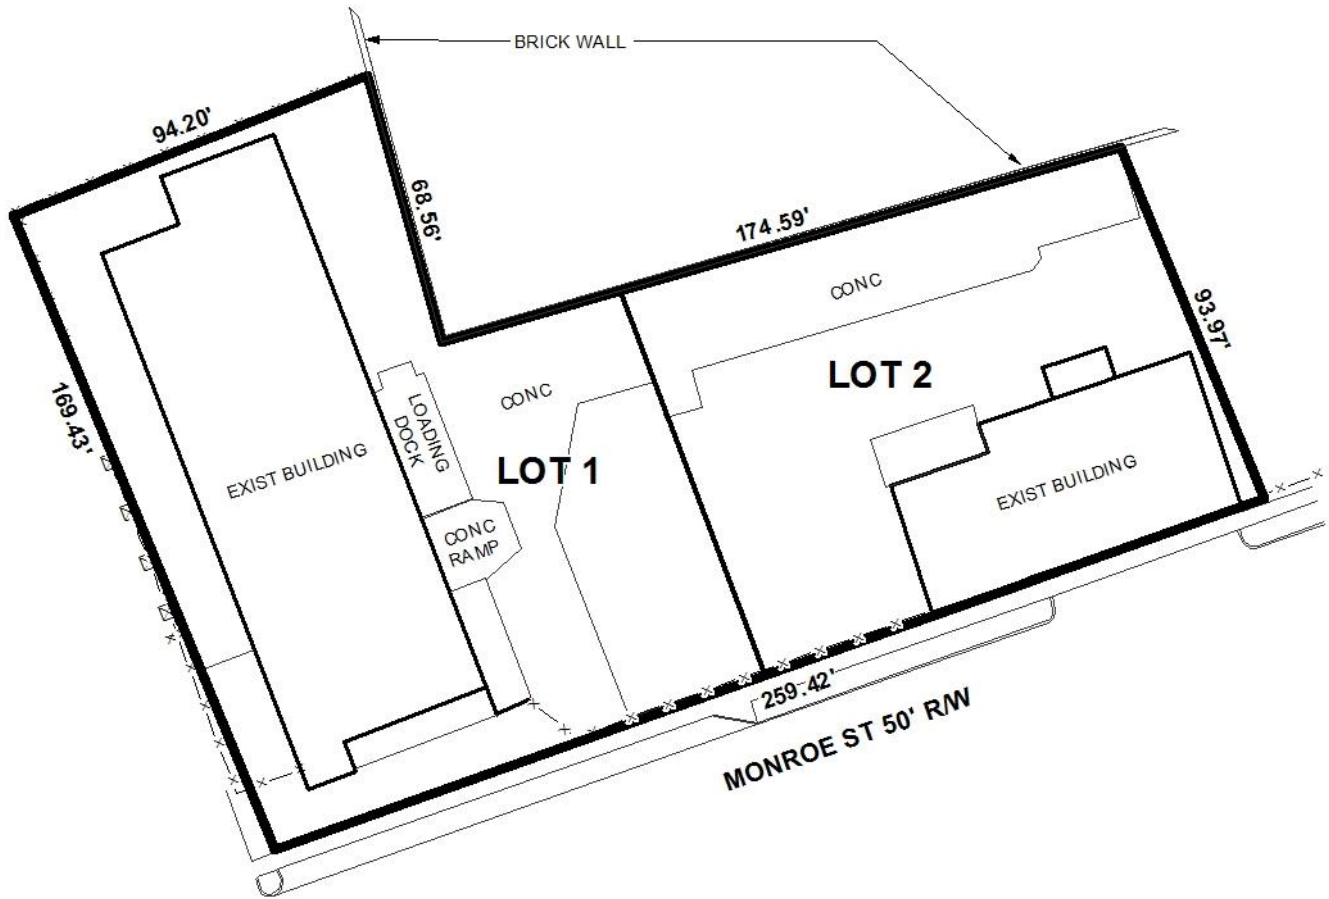 BRICK WALL
94.20'
68.56'
174.59'
CONC
93.97'
LOT 2
169.43'
CONC
LOADING
DOCK
LOT 1
EXIST BUILDING
EXIST BUILDING
CONC
RAMP
259.42'
MONROE ST 50' R/W